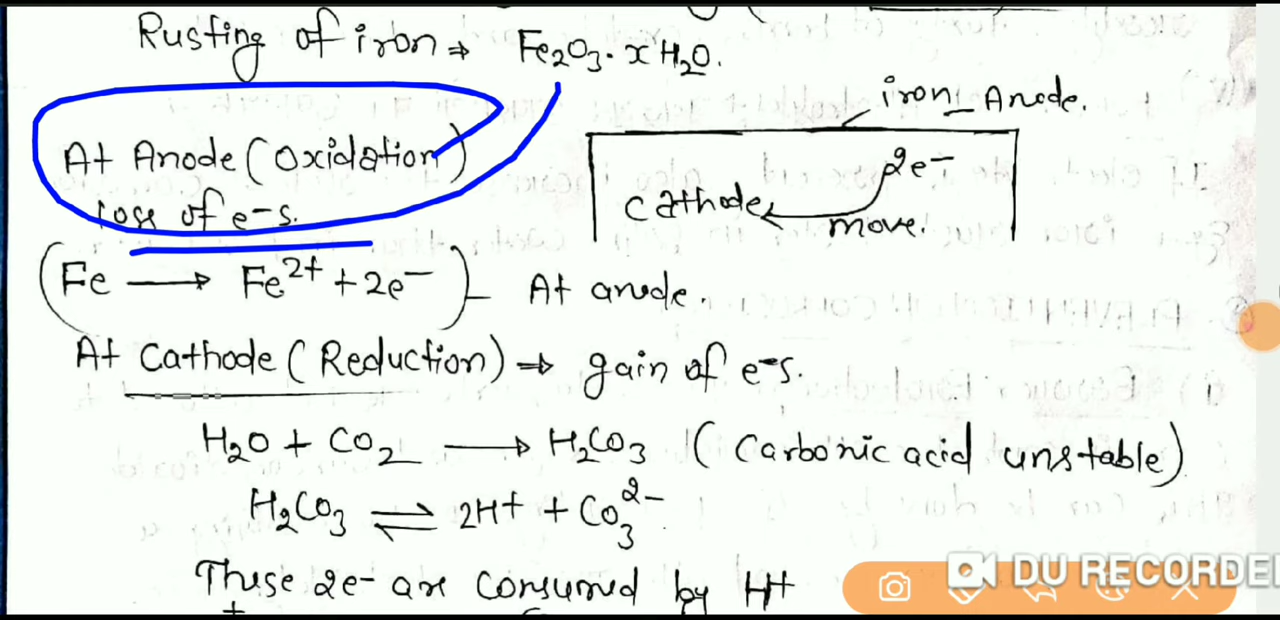 Rusting of iron → Fe2O3. xH2O.
iron Anode.
At Anode (Oxidation)
loss of e-s.
2e-
Cathode
move.
(Fe → Fe2+ + 2e-) At anode.
At Cathode (Reduction) → gain of e-s.
H2O + CO2 → H2CO3 (Carbonic acid unstable)
H2CO3 ⇌ 2H+ + CO3 2-
These 2e- are consumed by H+
DU RECORDE